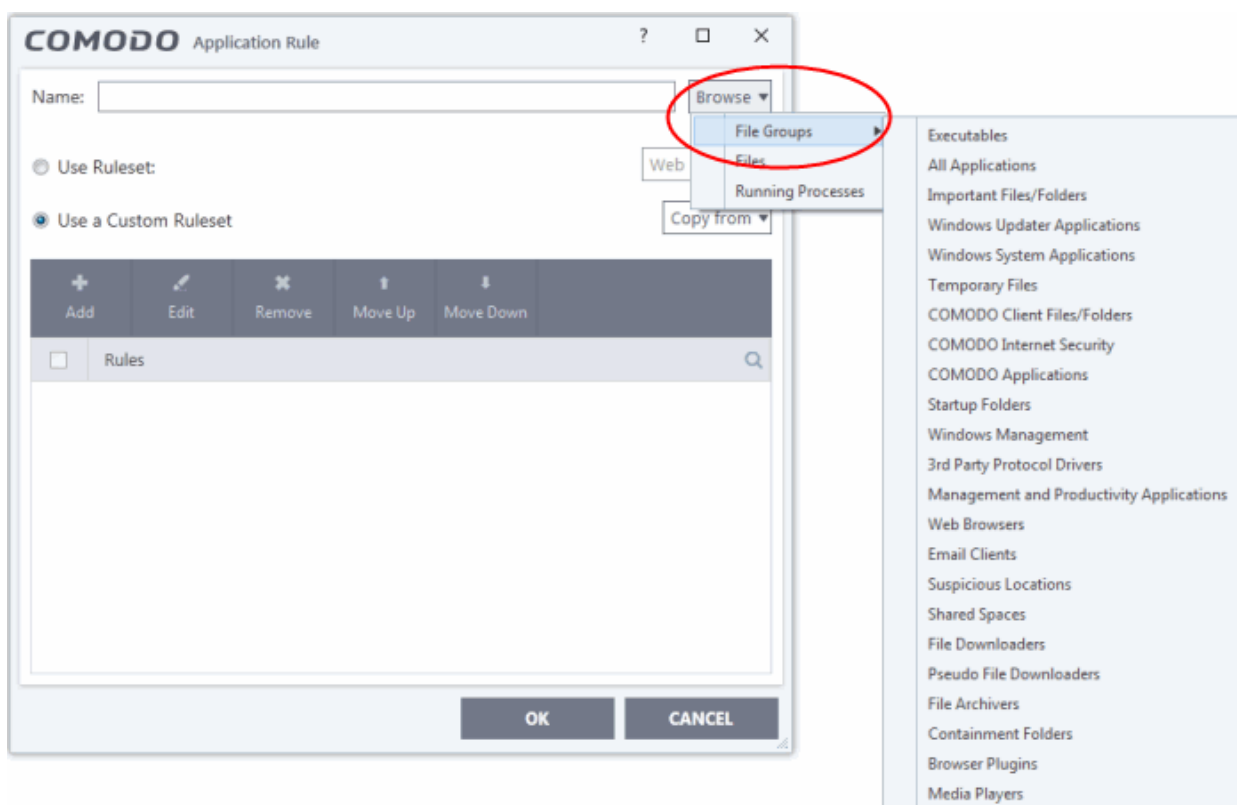 COMODO Application Rule ?
Name:
Browse
File Groups
Files
Running Processes
Use Ruleset:
Web
Use a Custom Ruleset
Copy from
Add
Edit
Remove
Move Up
Move Down
Rules
OK
CANCEL
Executables
All Applications
Important Files/Folders
Windows Updater Applications
Windows System Applications
Temporary Files
COMODO Client Files/Folders
COMODO Internet Security
COMODO Applications
Startup Folders
Windows Management
3rd Party Protocol Drivers
Management and Productivity Applications
Web Browsers
Email Clients
Suspicious Locations
Shared Spaces
File Downloaders
Pseudo File Downloaders
File Archivers
Containment Folders
Browser Plugins
Media Players